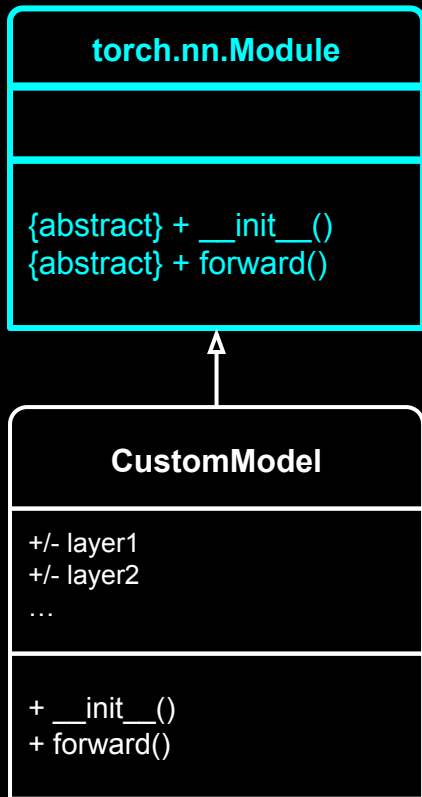 torch.nn.Module
{abstract} + __init__()
{abstract} + forward()
CustomModel
+/- layer1
+/- layer2
…
+ __init__()
+ forward()